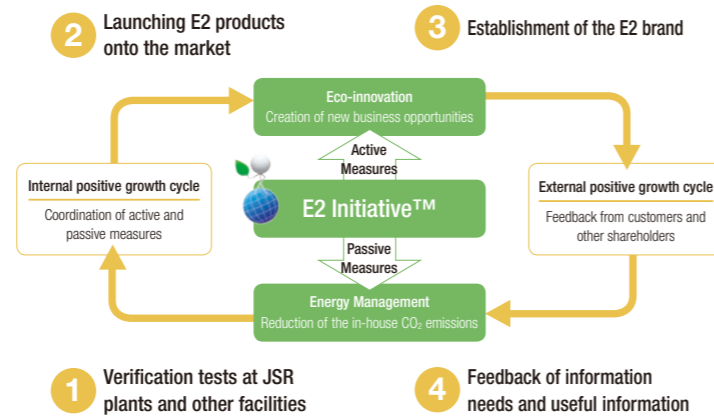 2
Launching E2 products
onto the market
3
Establishment of the E2 brand
Eco-innovation
Creation of new business opportunities
Active
Measures
Internal positive growth cycle
Coordination of active and
passive measures
E2 Initiative™
External positive growth cycle
Feedback from customers and
other shareholders
Passive
Measures
Energy Management
Reduction of the in-house CO₂ emissions
1
Verification tests at JSR
plants and other facilities
4
Feedback of information
needs and useful information